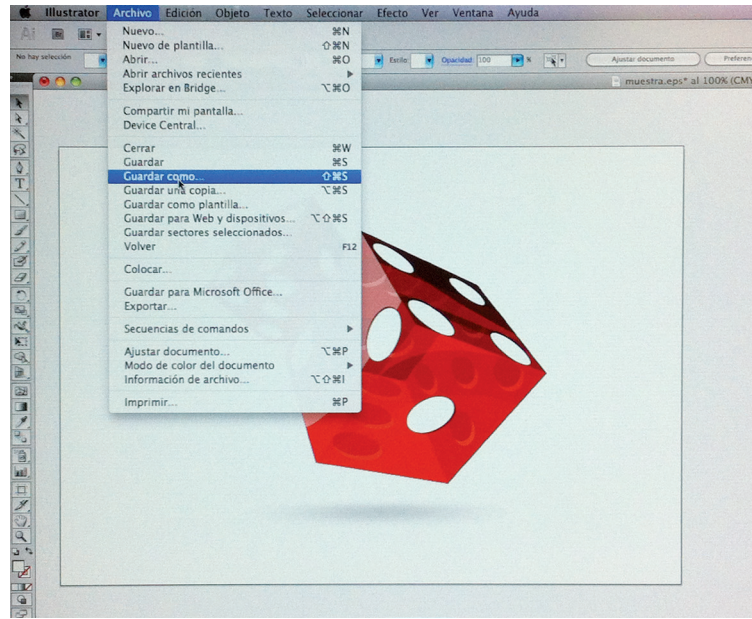 Illustrator Archivo Edición Objeto Texto Seleccionar Efecto Ver Ventana Ayuda
No hay selección
Estilo: Opacidad: 100 % Ajustar documento Preferen
muestra.eps* al 100% (CMY
Nuevo... ⌘N
Nuevo de plantilla... ⇧⌘N
Abrir... ⌘O
Abrir archivos recientes
Explorar en Bridge... ⌥⌘O
Compartir mi pantalla...
Device Central...
Cerrar ⌘W
Guardar ⌘S
Guardar como... ⇧⌘S
Guardar una copia... ⌥⌘S
Guardar como plantilla...
Guardar para Web y dispositivos... ⌥⇧⌘S
Guardar sectores seleccionados...
Volver F12
Colocar...
Guardar para Microsoft Office...
Exportar...
Secuencias de comandos
Ajustar documento... ⌥⌘P
Modo de color del documento
Información de archivo... ⌥⇧⌘I
Imprimir... ⌘P